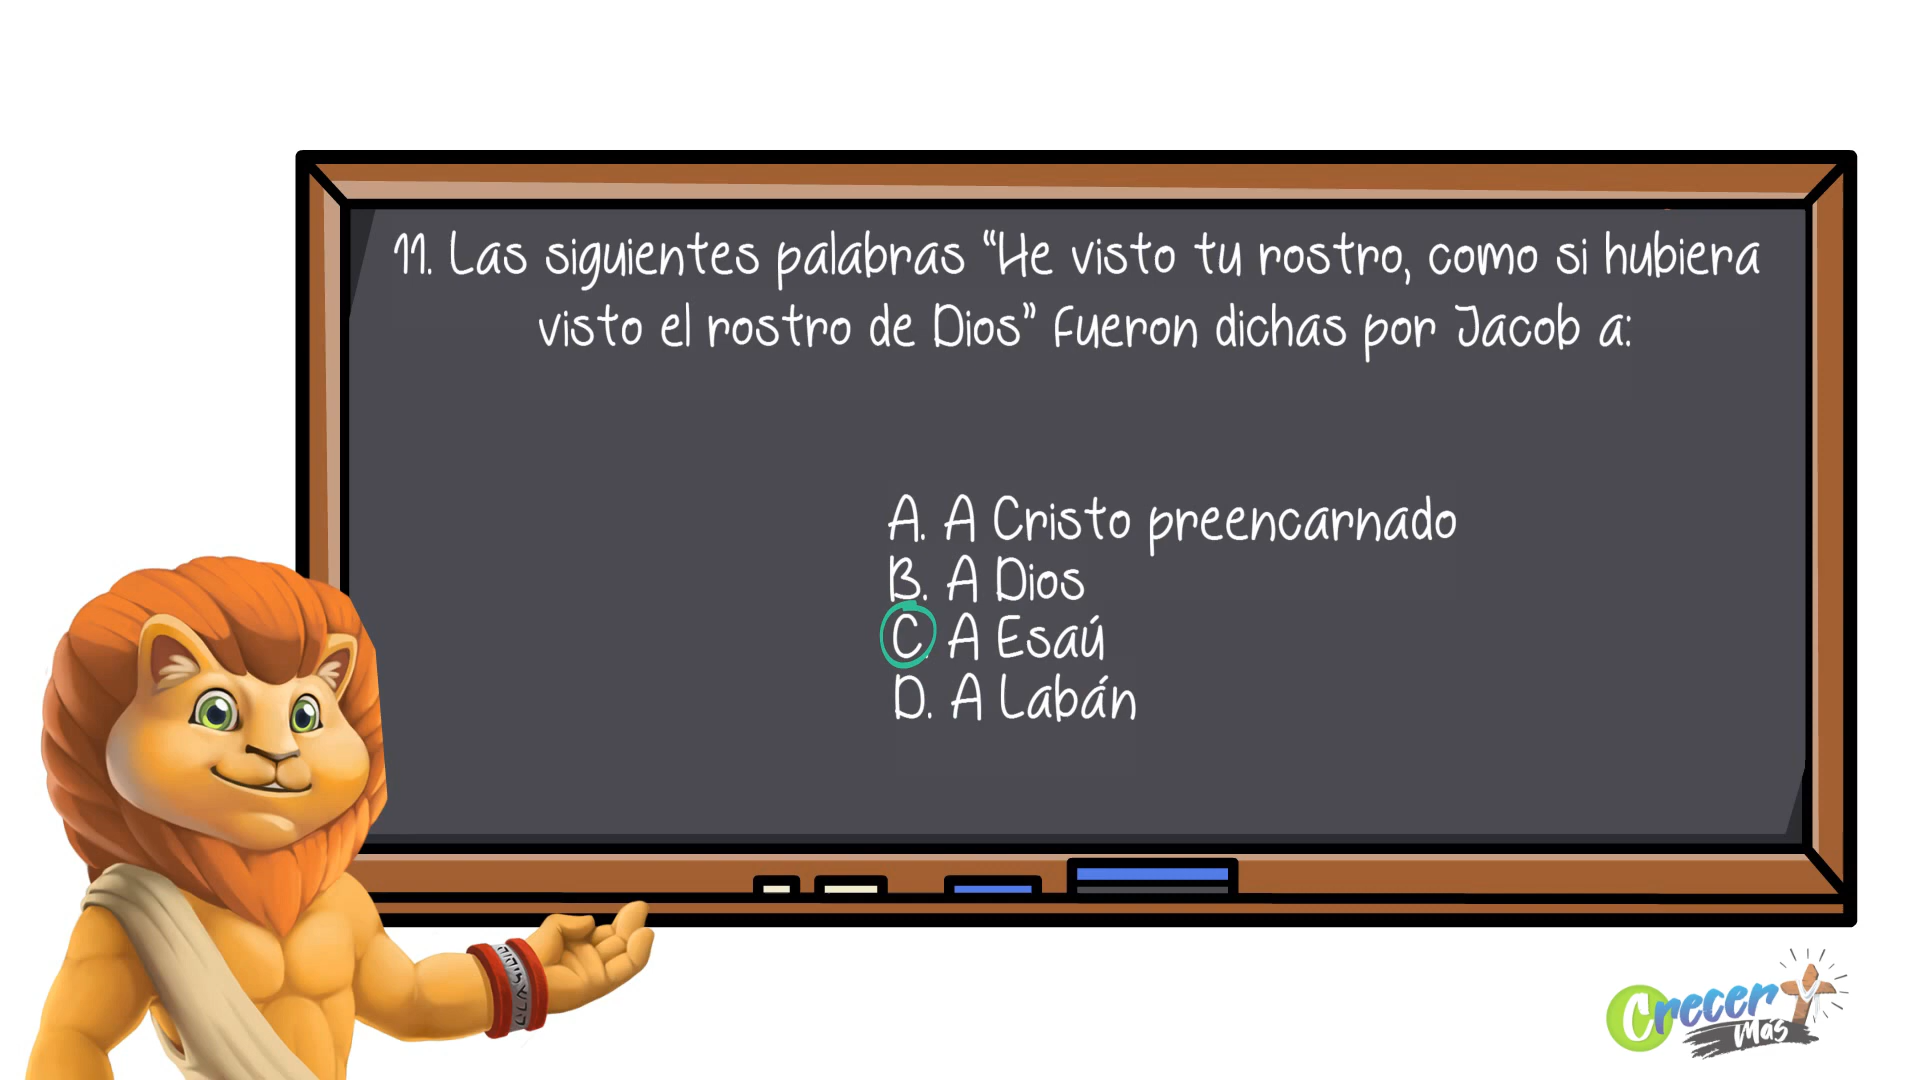 11. Las siguientes palabras “He visto tu rostro, como si hubiera
visto el rostro de Dios” fueron dichas por Jacob a:
A. A Cristo preencarnado
B. A Dios
C. A Esaú
D. A Labán
Crecer y
Más